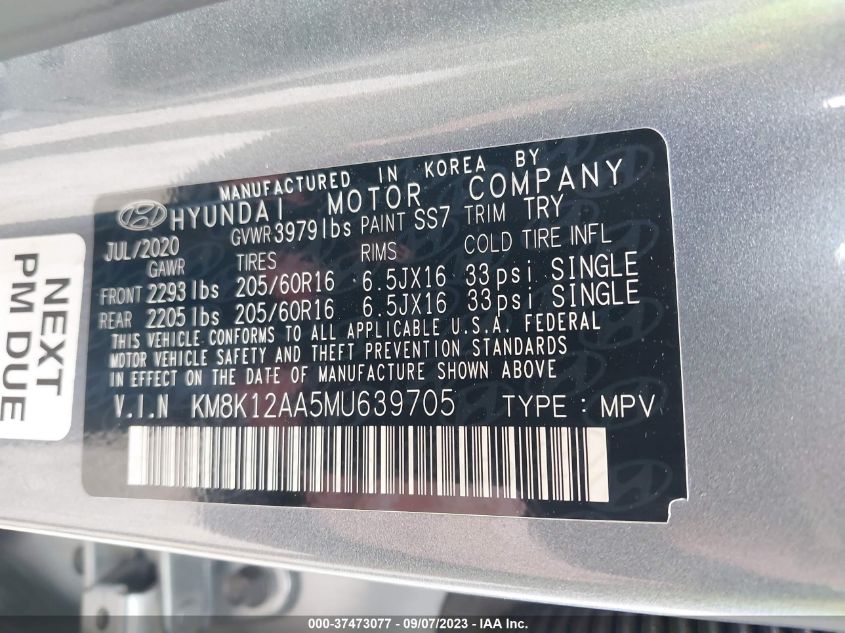 MANUFACTURED IN KOREA BY
HYUNDAI MOTOR COMPANY
JUL/2020 GVWR 3979lbs PAINT SS7 TRIM TRY
GAWR TIRES RIMS COLD TIRE INFL
FRONT 2293 lbs 205/60R16 6.5JX16 33psi SINGLE
REAR 2205 lbs 205/60R16 6.5JX16 33psi SINGLE
THIS VEHICLE CONFORMS TO ALL APPLICABLE U.S.A. FEDERAL
MOTOR VEHICLE SAFETY AND THEFT PREVENTION STANDARDS
IN EFFECT ON THE DATE OF MANUFACTURE SHOWN ABOVE
V.I.N KM8K12AA5MU639705 TYPE : MPV
NEXT
PM DUE
000-37473077 - 09/07/2023 - IAA Inc.